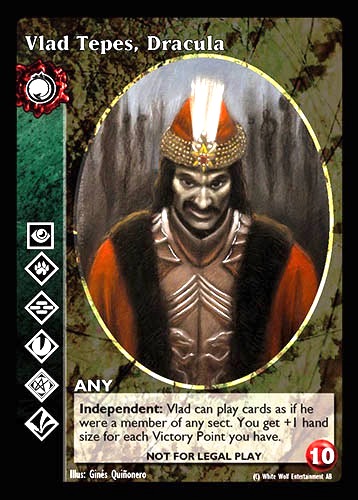 Vlad Tepes, Dracula
ANY
Independent: Vlad can play cards as if he
were a member of any sect. You get +1 hand
size for each Victory Point you have.
NOT FOR LEGAL PLAY
10
Illus: Ginés Quiñonero
(C) White Wolf Entertainment AB